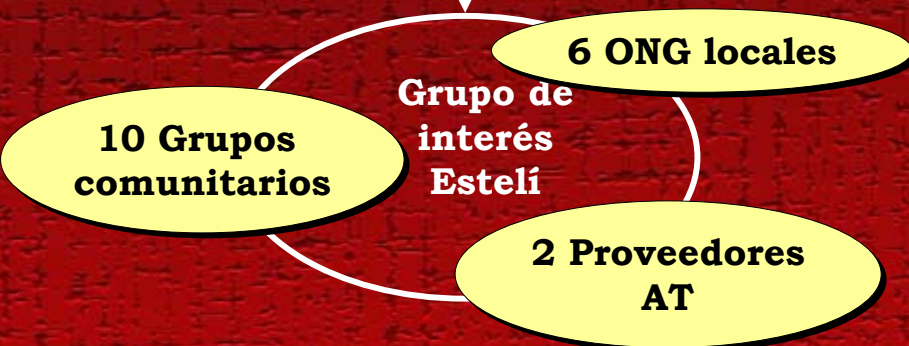 6 ONG locales
Grupo de
interés
Estelí
10 Grupos
comunitarios
2 Proveedores
AT